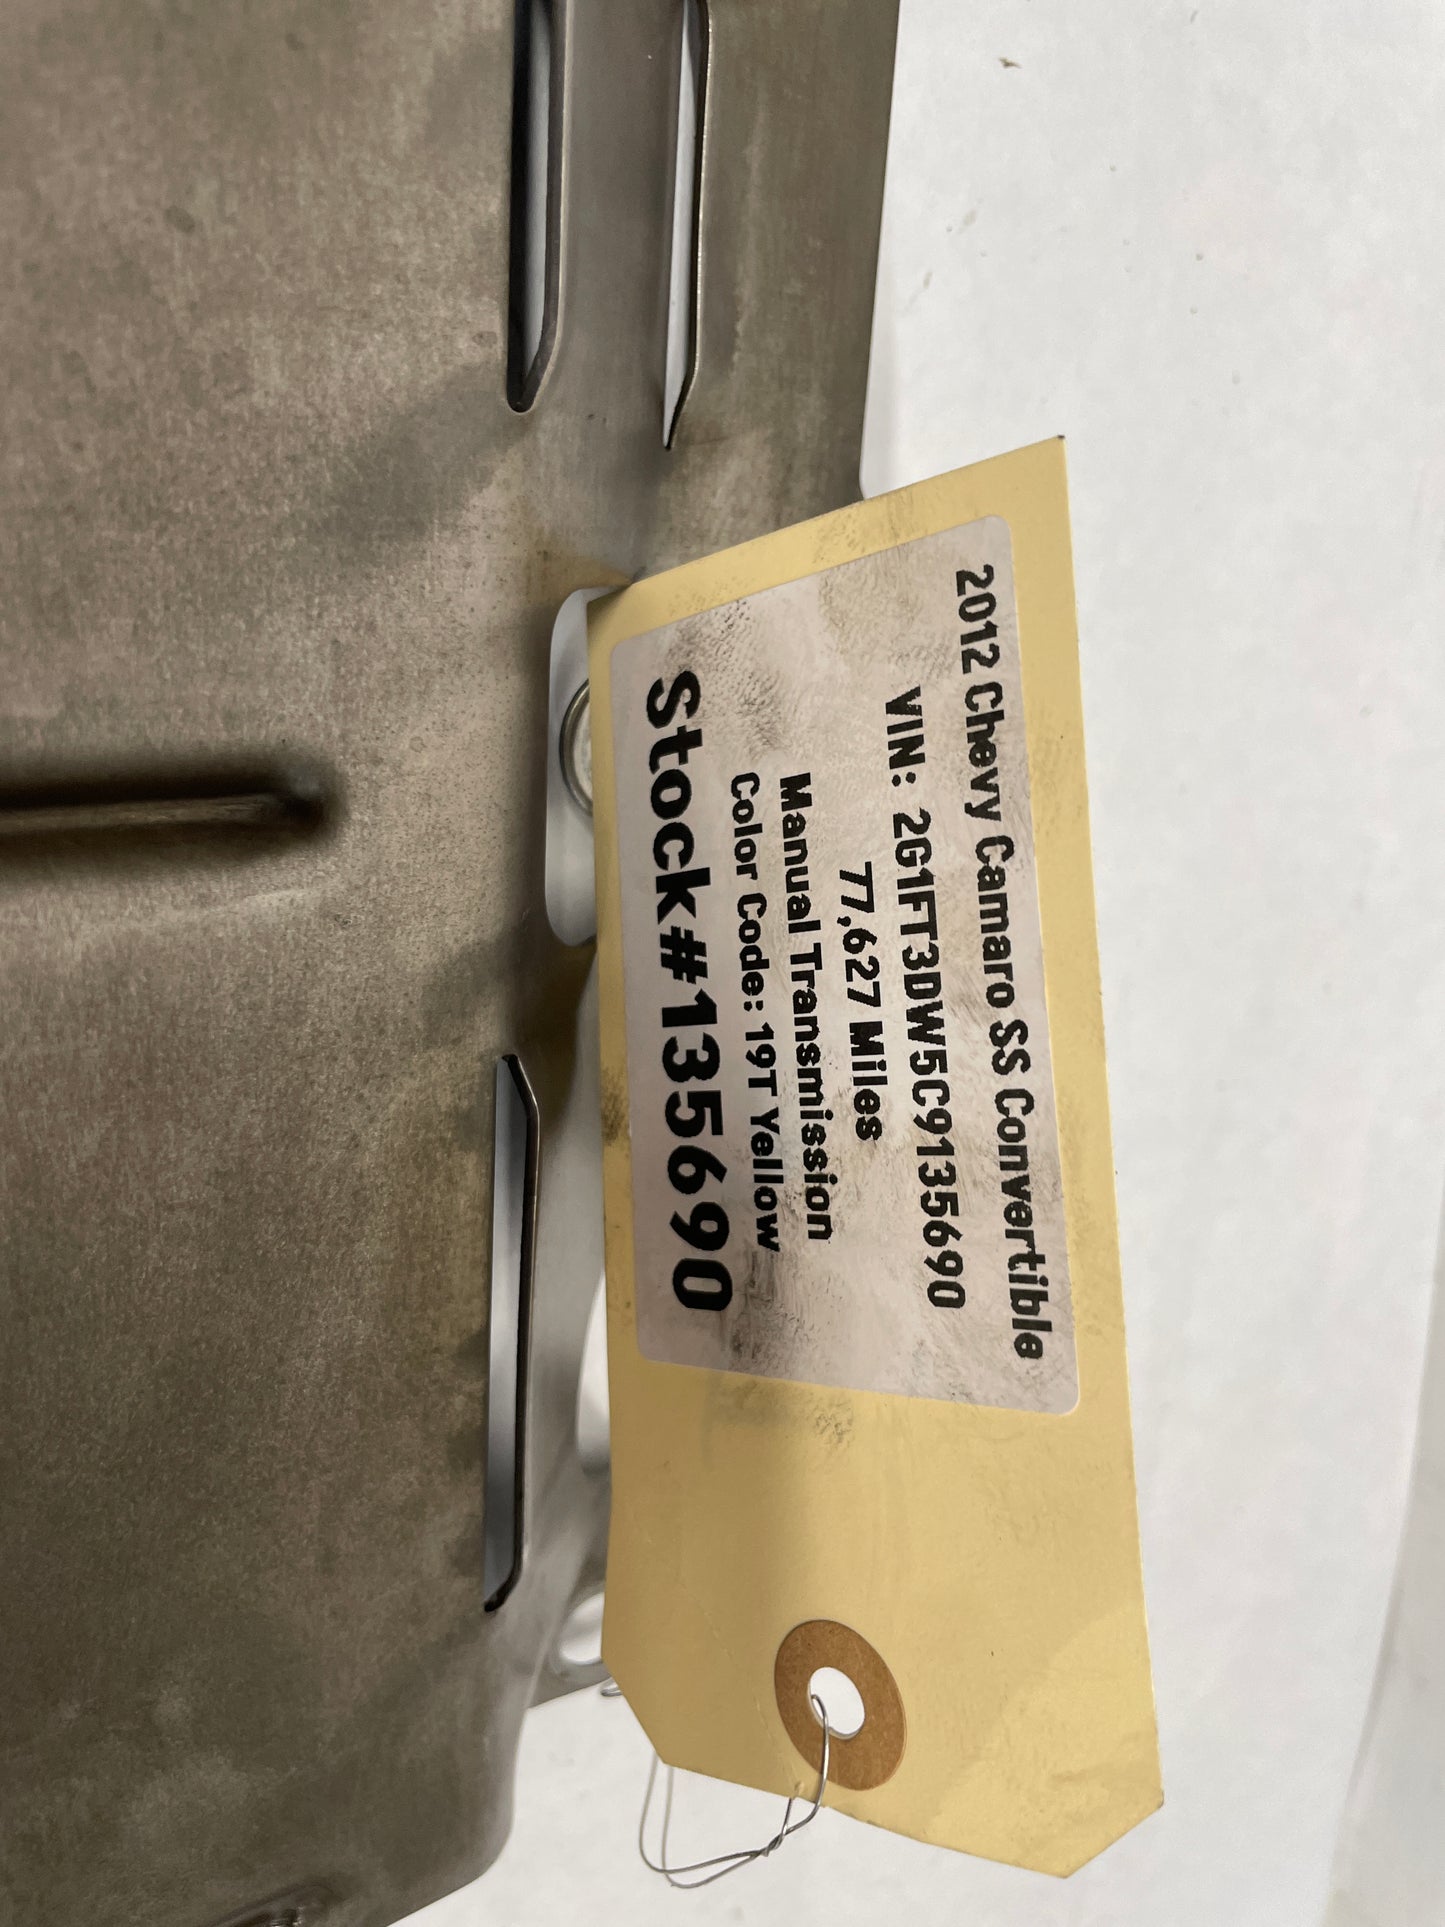 2012 Chevy Camaro SS Convertible
VIN: 2G1FT3DW5C9135690
77,627 Miles
Manual Transmission
Color Code: 19T Yellow
Stock#135690